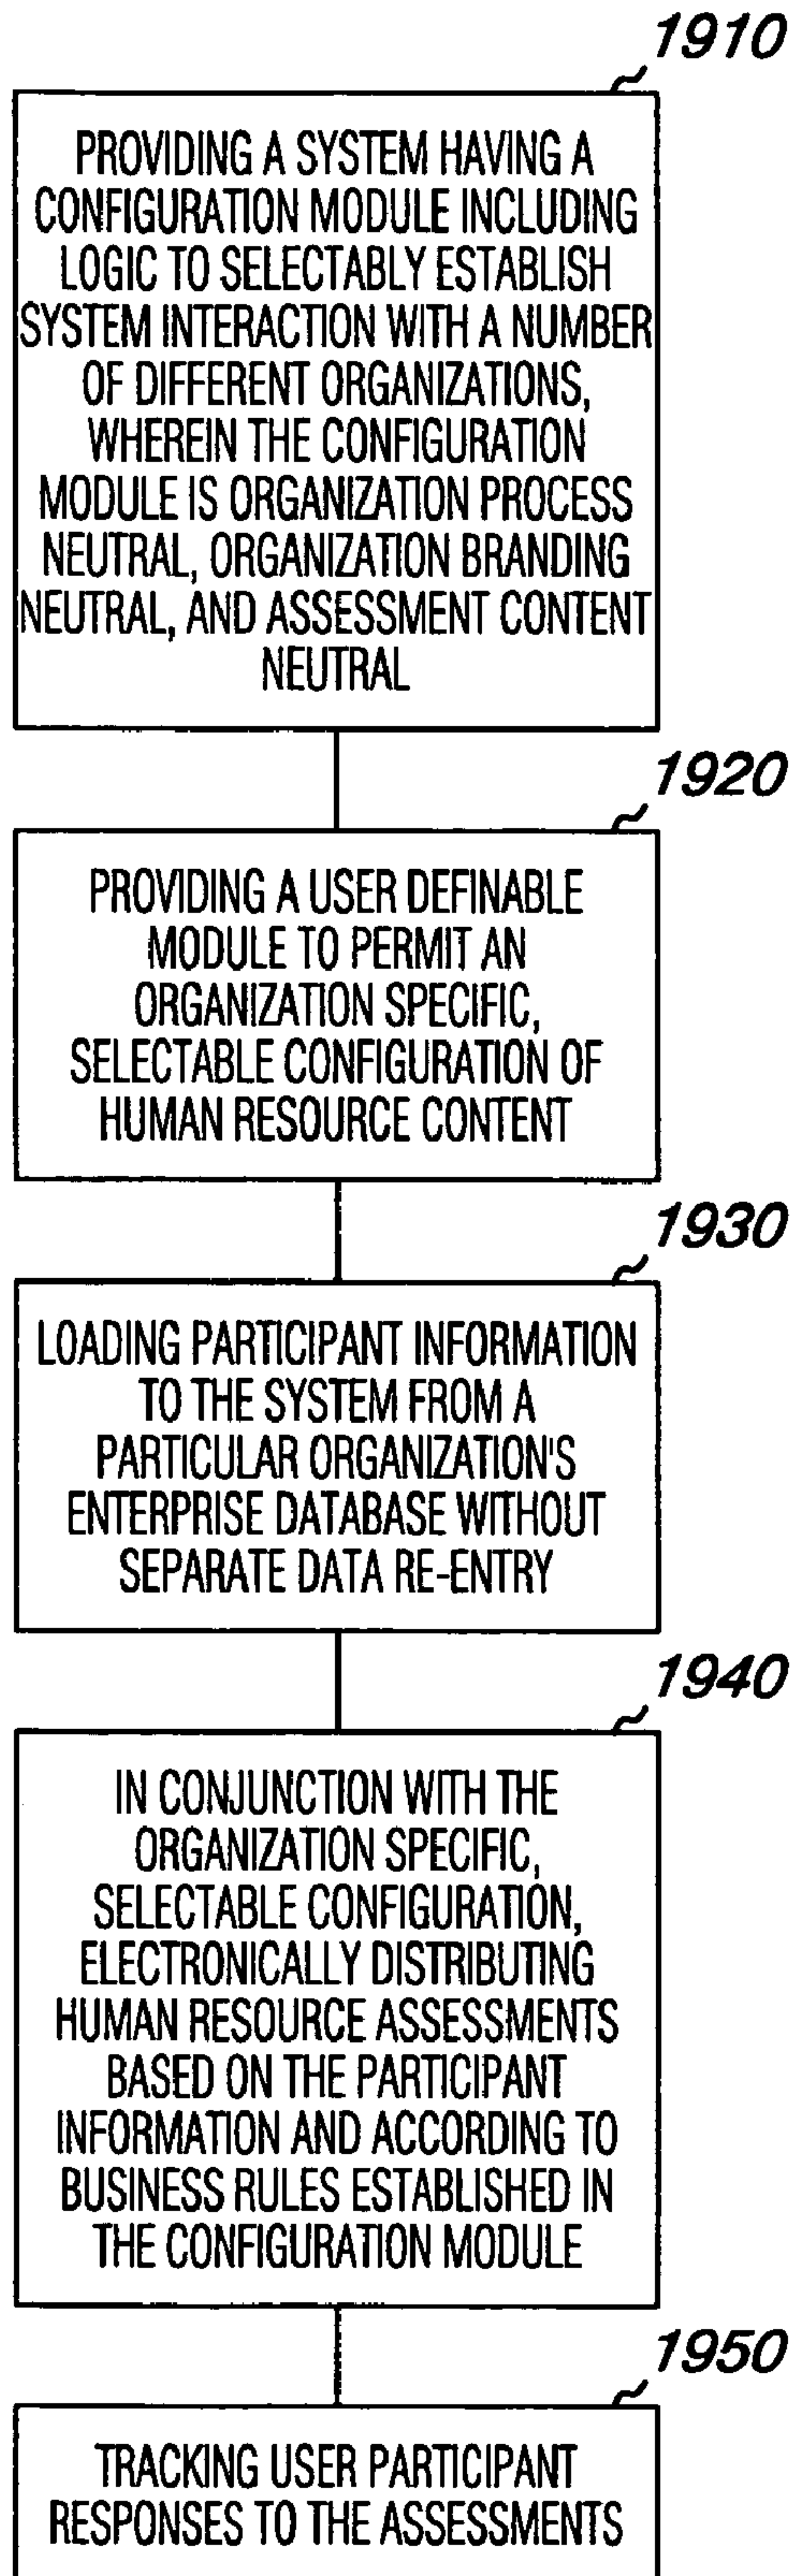 1910
PROVIDING A SYSTEM HAVING A
CONFIGURATION MODULE INCLUDING
LOGIC TO SELECTABLY ESTABLISH
SYSTEM INTERACTION WITH A NUMBER
OF DIFFERENT ORGANIZATIONS,
WHEREIN THE CONFIGURATION
MODULE IS ORGANIZATION PROCESS
NEUTRAL, ORGANIZATION BRANDING
NEUTRAL, AND ASSESSMENT CONTENT
NEUTRAL
1920
PROVIDING A USER DEFINABLE
MODULE TO PERMIT AN
ORGANIZATION SPECIFIC,
SELECTABLE CONFIGURATION OF
HUMAN RESOURCE CONTENT
1930
LOADING PARTICIPANT INFORMATION
TO THE SYSTEM FROM A
PARTICULAR ORGANIZATION'S
ENTERPRISE DATABASE WITHOUT
SEPARATE DATA RE-ENTRY
1940
IN CONJUNCTION WITH THE
ORGANIZATION SPECIFIC,
SELECTABLE CONFIGURATION,
ELECTRONICALLY DISTRIBUTING
HUMAN RESOURCE ASSESSMENTS
BASED ON THE PARTICIPANT
INFORMATION AND ACCORDING TO
BUSINESS RULES ESTABLISHED IN
THE CONFIGURATION MODULE
1950
TRACKING USER PARTICIPANT
RESPONSES TO THE ASSESSMENTS